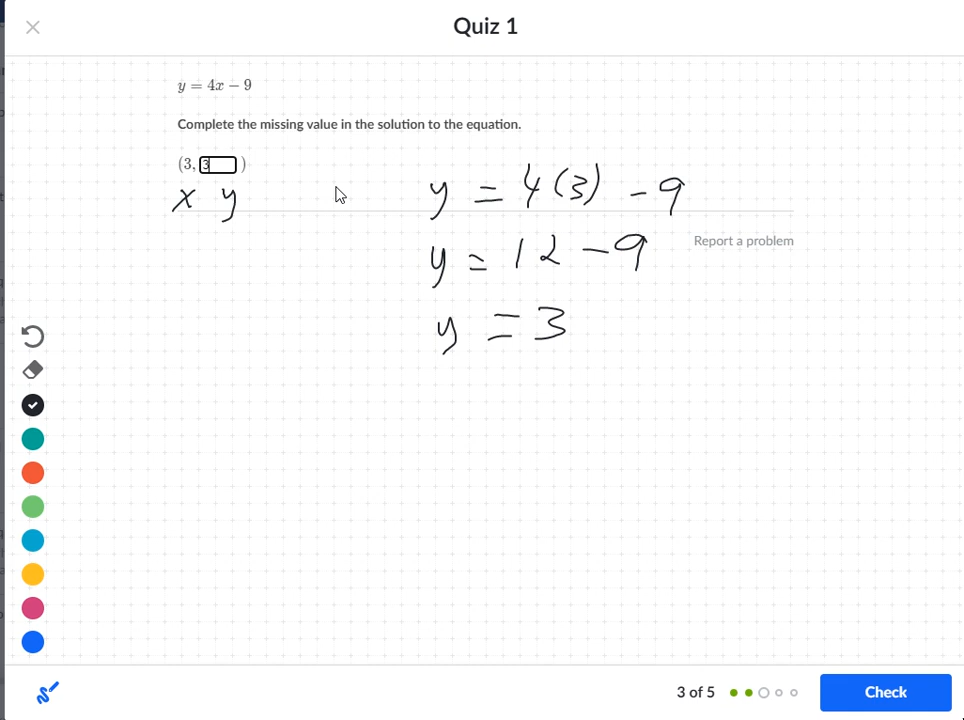 Quiz 1
y = 4x − 9
Complete the missing value in the solution to the equation.
(3, 3 )
x y
y = 4(3) - 9
y = 12 - 9
y = 3
Report a problem
3 of 5
Check